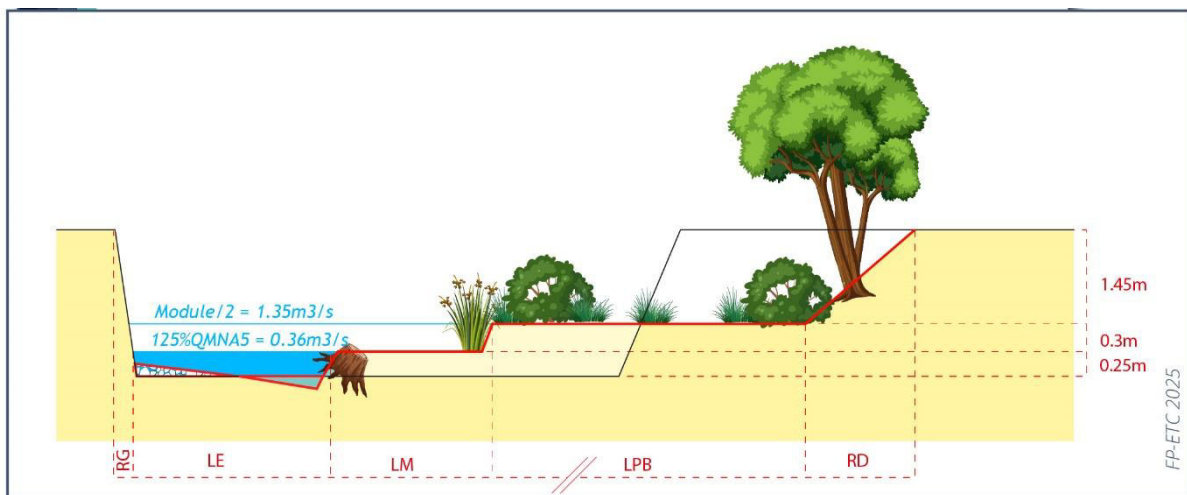 Module/2 = 1.35m3/s
125%QMNA5 = 0.36m3/s
1.45m
0.3m
0.25m
RG
LE
LM
LPB
RD
FP-ETC 2025